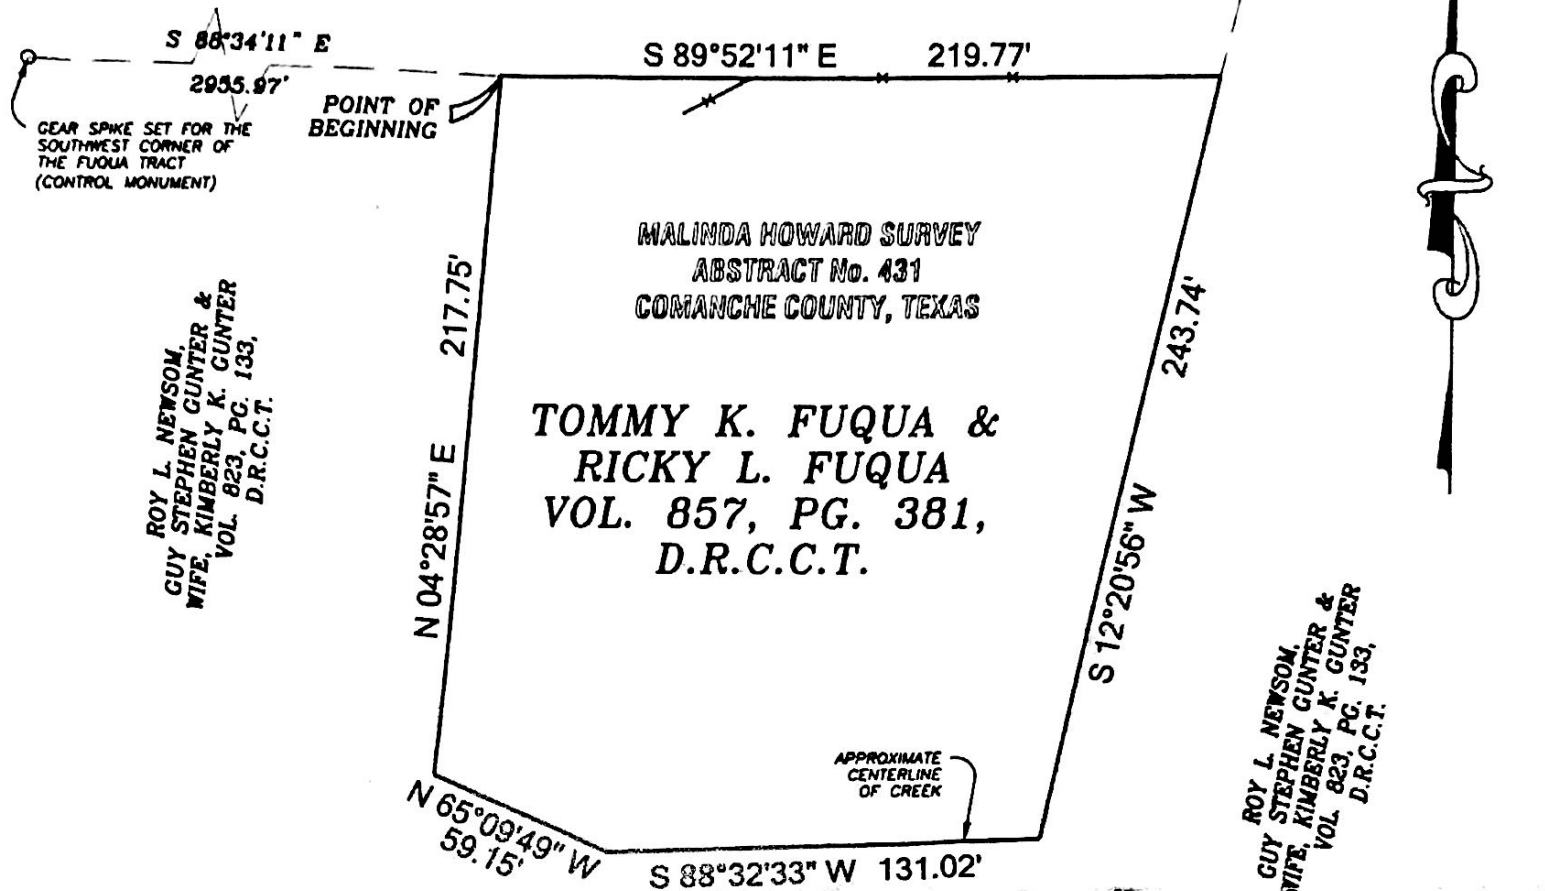 S 88°34'11" E
2955.97'
GEAR SPIKE SET FOR THE
SOUTHWEST CORNER OF
THE FUQUA TRACT
(CONTROL MONUMENT)
POINT OF
BEGINNING
S 89°52'11" E 219.77'
MALINDA HOWARD SURVEY
ABSTRACT No. 431
COMANCHE COUNTY, TEXAS
217.75'
N 04°28'57" E
243.74'
S 12°20'56" W
ROY L. NEWSOM,
GUY STEPHEN GUNTER &
WIFE, KIMBERLY K. GUNTER
VOL. 823, PG. 133,
D.R.C.C.T.
TOMMY K. FUQUA &
RICKY L. FUQUA
VOL. 857, PG. 381,
D.R.C.C.T.
APPROXIMATE
CENTERLINE
OF CREEK
N 65°09'49" W
59.15'
S 88°32'33" W 131.02'
ROY L. NEWSOM,
GUY STEPHEN GUNTER &
WIFE, KIMBERLY K. GUNTER
VOL. 823, PG. 133,
D.R.C.C.T.